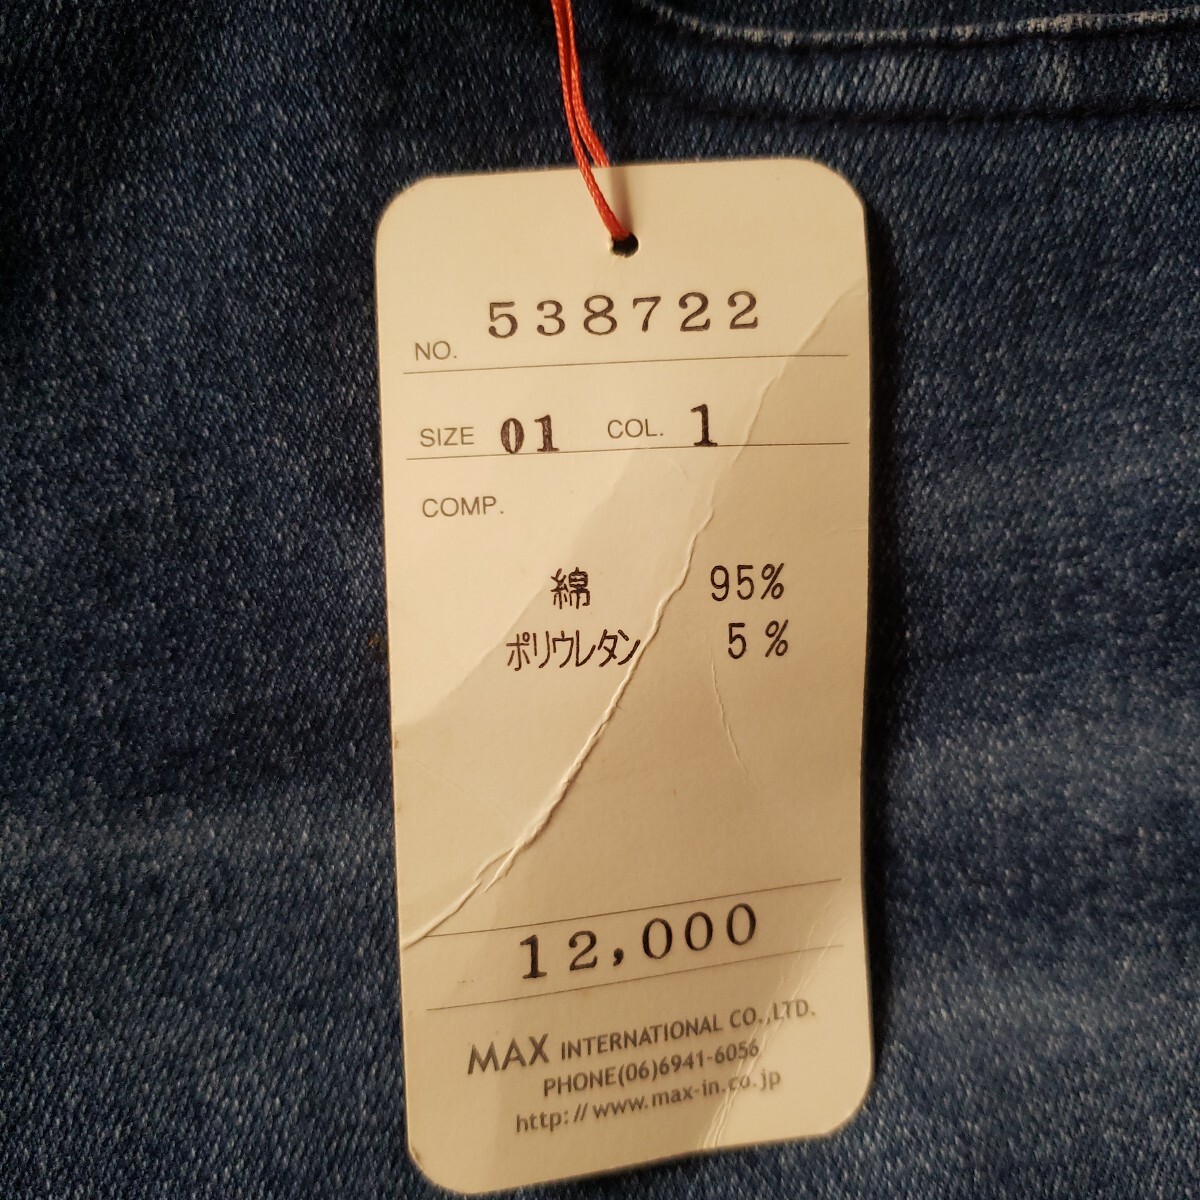 NO. 538722
SIZE 01 COL. 1
COMP.
綿 95%
ポリウレタン 5%
12,000
MAX INTERNATIONAL CO.,LTD.
PHONE(06)6941-6056
http://www.max-in.co.jp